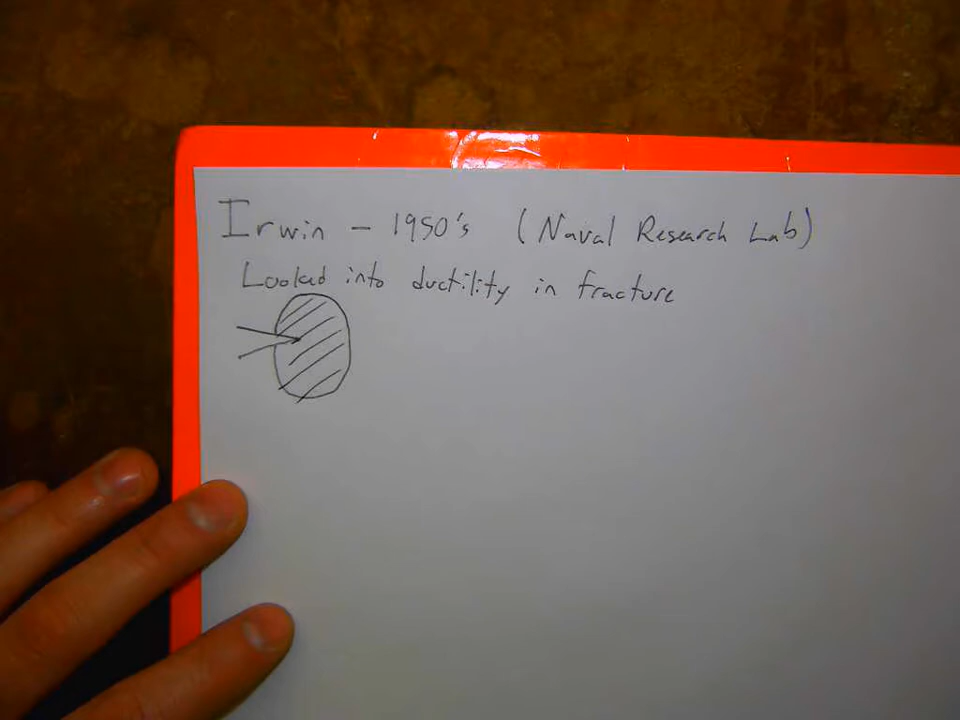 Irwin - 1950's (Naval Research Lab)
Looked into ductility in fracture